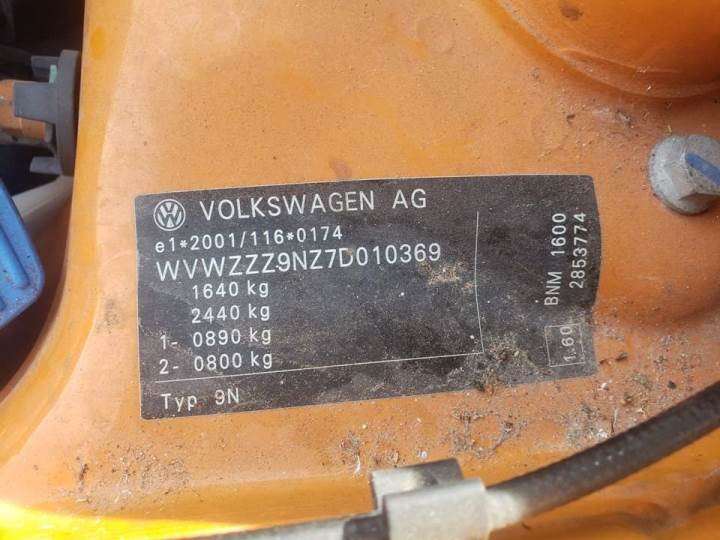 VOLKSWAGEN AG
e1*2001/116*0174
WVWZZZ9NZ7D010369
1640 kg
2440 kg
1- 0890 kg
2- 0800 kg
Typ 9N
BNM 1600
2853774
1.60